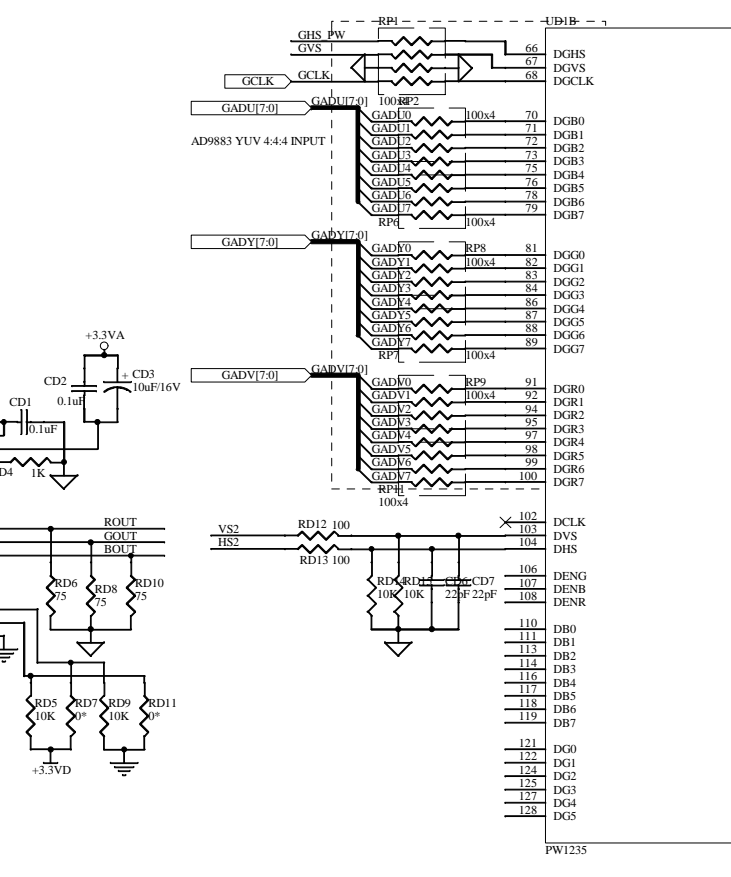 RP1
UD1B
GHS_PW
GVS
66 DGHS
67 DGVS
GCLK GCLK
68 DGCLK
100x4
RP2
GADU[7:0] GADU[7:0]
AD9883 YUV 4:4:4 INPUT
GADU0 100x4 70 DGB0
GADU1 71 DGB1
GADU2 72 DGB2
GADU3 73 DGB3
GADU4 75 DGB4
GADU5 76 DGB5
GADU6 78 DGB6
GADU7 79 DGB7
RP6 100x4
GADY[7:0] GADY[7:0]
GADY0 RP8 81 DGG0
GADY1 100x4 82 DGG1
GADY2 83 DGG2
GADY3 84 DGG3
GADY4 86 DGG4
GADY5 87 DGG5
GADY6 88 DGG6
GADY7 89 DGG7
RP7 100x4
GADV[7:0] GADV[7:0]
GADV0 RP9 91 DGR0
GADV1 100x4 92 DGR1
GADV2 94 DGR2
GADV3 95 DGR3
GADV4 97 DGR4
GADV5 98 DGR5
GADV6 99 DGR6
GADV7 100 DGR7
RP11
100x4
+3.3VA
CD2
0.1uF
+ CD3
10uF/16V
CD1
0.1uF
D4 1K
ROUT
GOUT
BOUT
RD6
75
RD8
75
RD10
75
RD5
10K
RD7
0*
RD9
10K
RD11
0*
+3.3VD
VS2 RD12 100
HS2
RD13 100
RD14
10K
RD15
10K
CD6
22pF
CD7
22pF
102 DCLK
103 DVS
104 DHS
106 DENG
107 DENB
108 DENR
110 DB0
111 DB1
113 DB2
114 DB3
116 DB4
117 DB5
118 DB6
119 DB7
121 DG0
122 DG1
124 DG2
125 DG3
127 DG4
128 DG5
PW1235